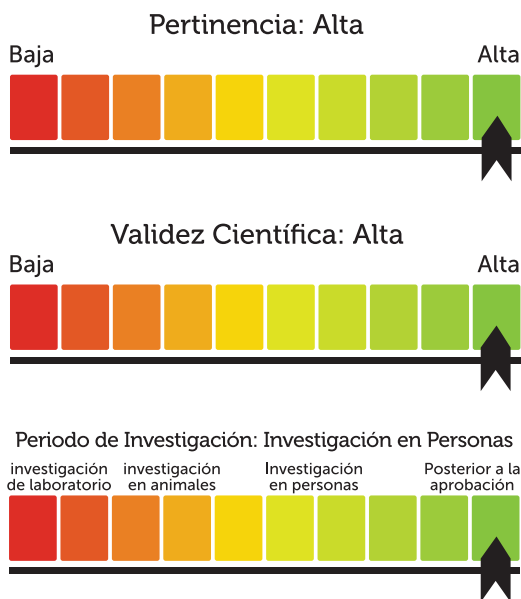 Pertinencia: Alta
Baja Alta
Validez Científica: Alta
Baja Alta
Periodo de Investigación: Investigación en Personas
investigación investigación Investigación Posterior a la
de laboratorio en animales en personas aprobación